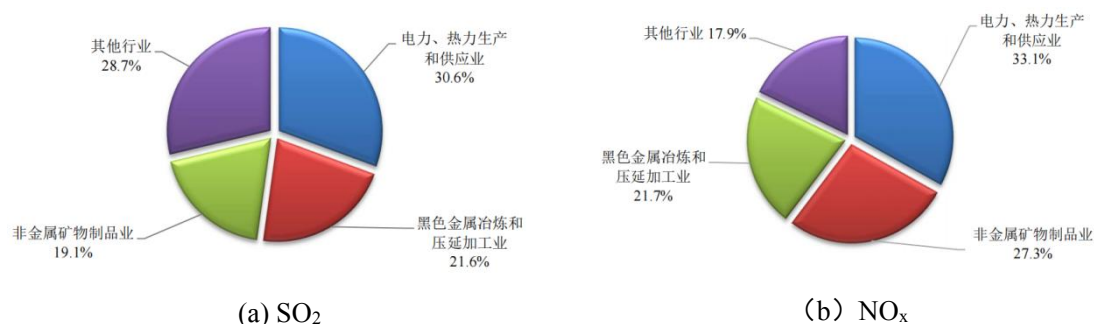 其他行业
28.7%
电力、热力生产
和供应业
30.6%
非金属矿物制品业
19.1%
黑色金属冶炼和
压延加工业
21.6%
(a) SO₂
其他行业 17.9%
电力、热力生产
和供应业
33.1%
黑色金属冶炼和
压延加工业
21.7%
非金属矿物制品业
27.3%
（b）NOₓ